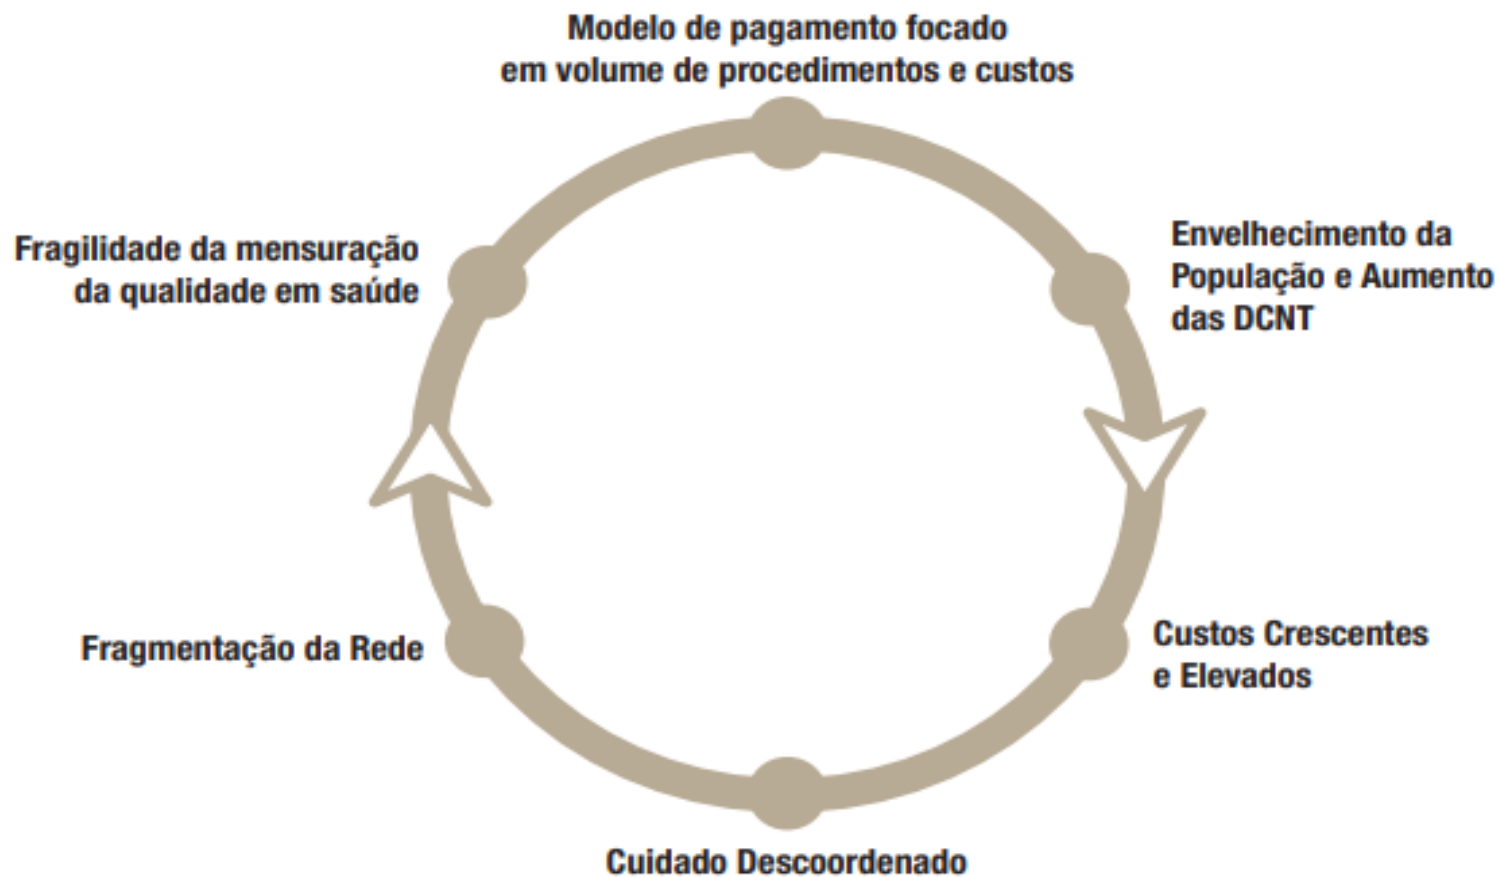 Modelo de pagamento focado
em volume de procedimentos e custos
Envelhecimento da
População e Aumento
das DCNT
Custos Crescentes
e Elevados
Cuidado Descoordenado
Fragmentação da Rede
Fragilidade da mensuração
da qualidade em saúde